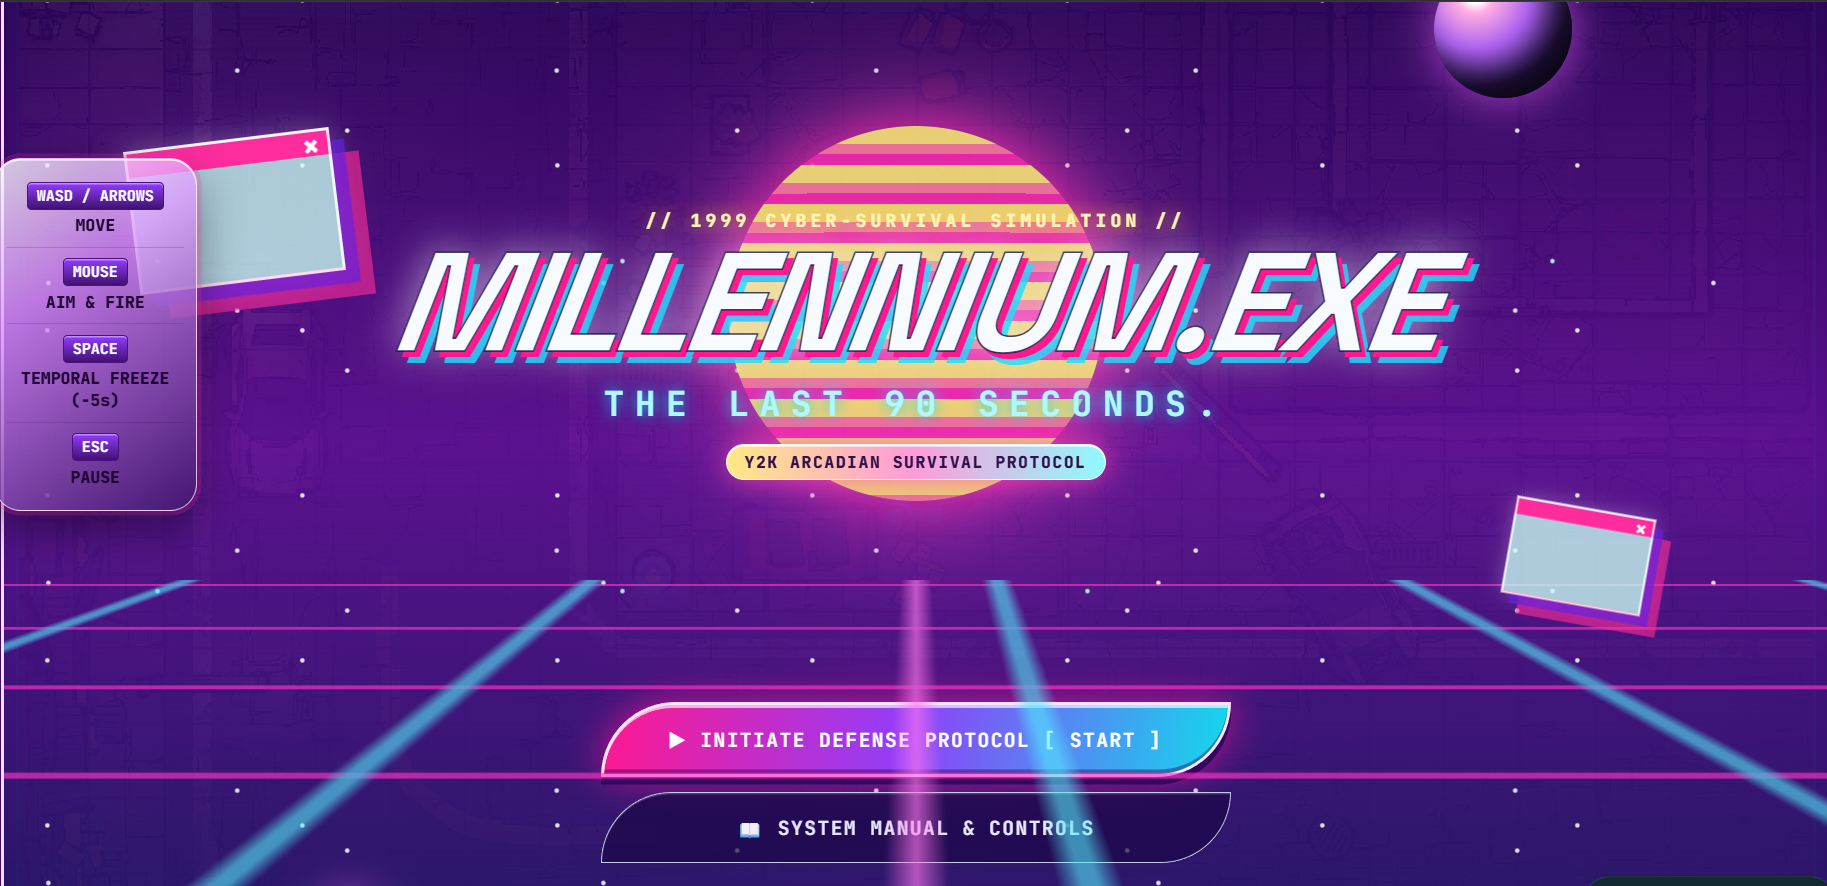 WASD / ARROWS
MOVE
MOUSE
AIM & FIRE
SPACE
TEMPORAL FREEZE
(-5s)
ESC
PAUSE
// 1999 CYBER-SURVIVAL SIMULATION //
MILLENNIUM.EXE
THE LAST 90 SECONDS.
Y2K ARCADIAN SURVIVAL PROTOCOL
▶ INITIATE DEFENSE PROTOCOL [ START ]
📖 SYSTEM MANUAL & CONTROLS